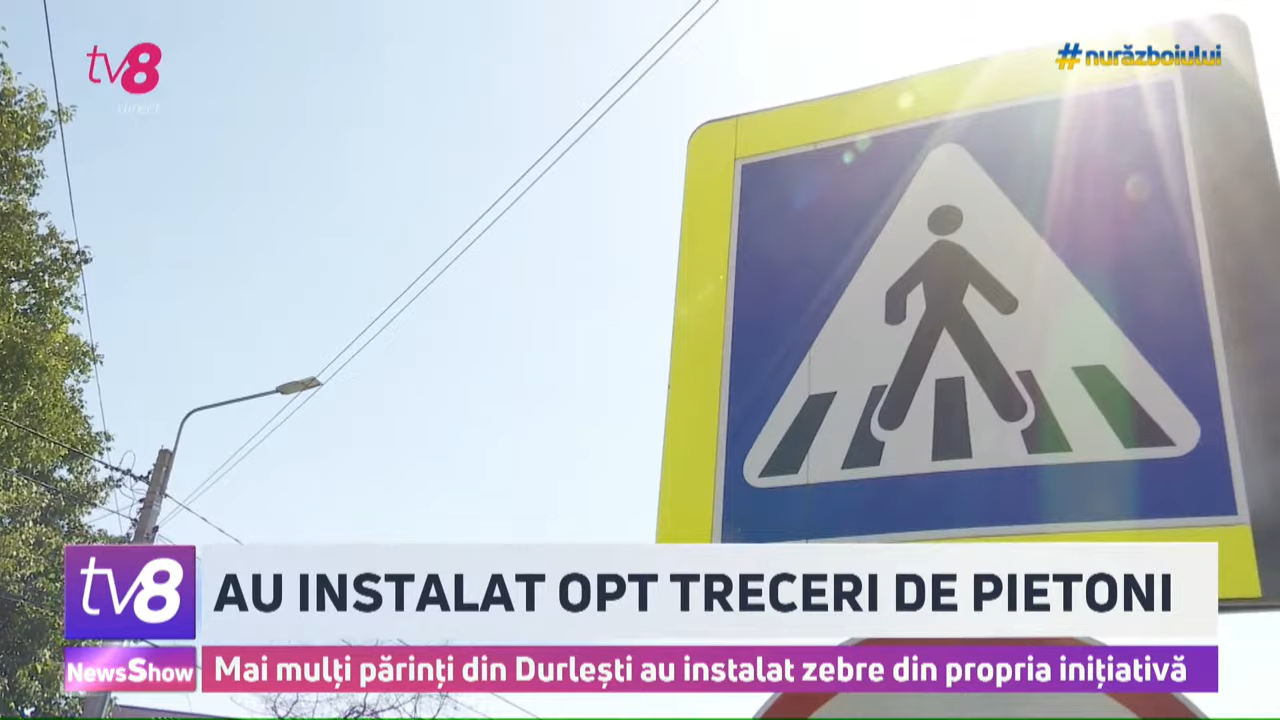 tv8
direct
#nurăzboiului
tv8
AU INSTALAT OPT TRECERI DE PIETONI
NewsShow
Mai mulți părinți din Durlești au instalat zebre din propria inițiativă